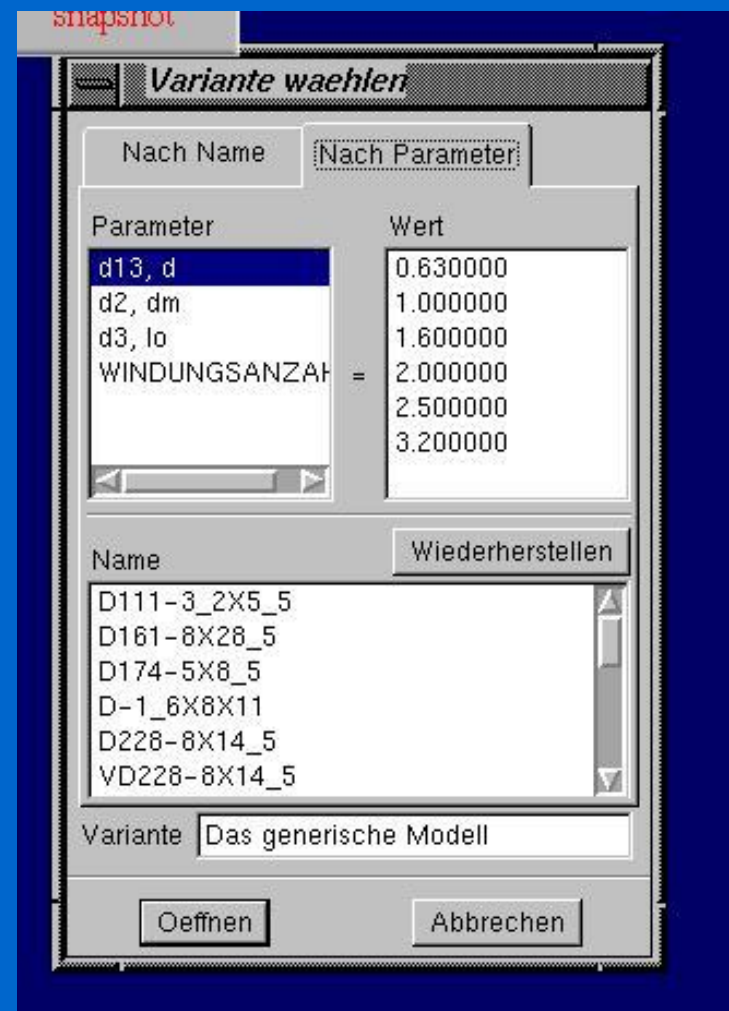 snapshot
Variante waehlen
Nach Name
Nach Parameter
Parameter
d13, d
d2, dm
d3, lo
WINDUNGSANZAH
=
Wert
0.630000
1.000000
1.600000
2.000000
2.500000
3.200000
Name
Wiederherstellen
D111-3_2X5_5
D161-8X28_5
D174-5X8_5
D-1_6X8X11
D228-8X14_5
VD228-8X14_5
Variante Das generische Modell
Oeffnen
Abbrechen